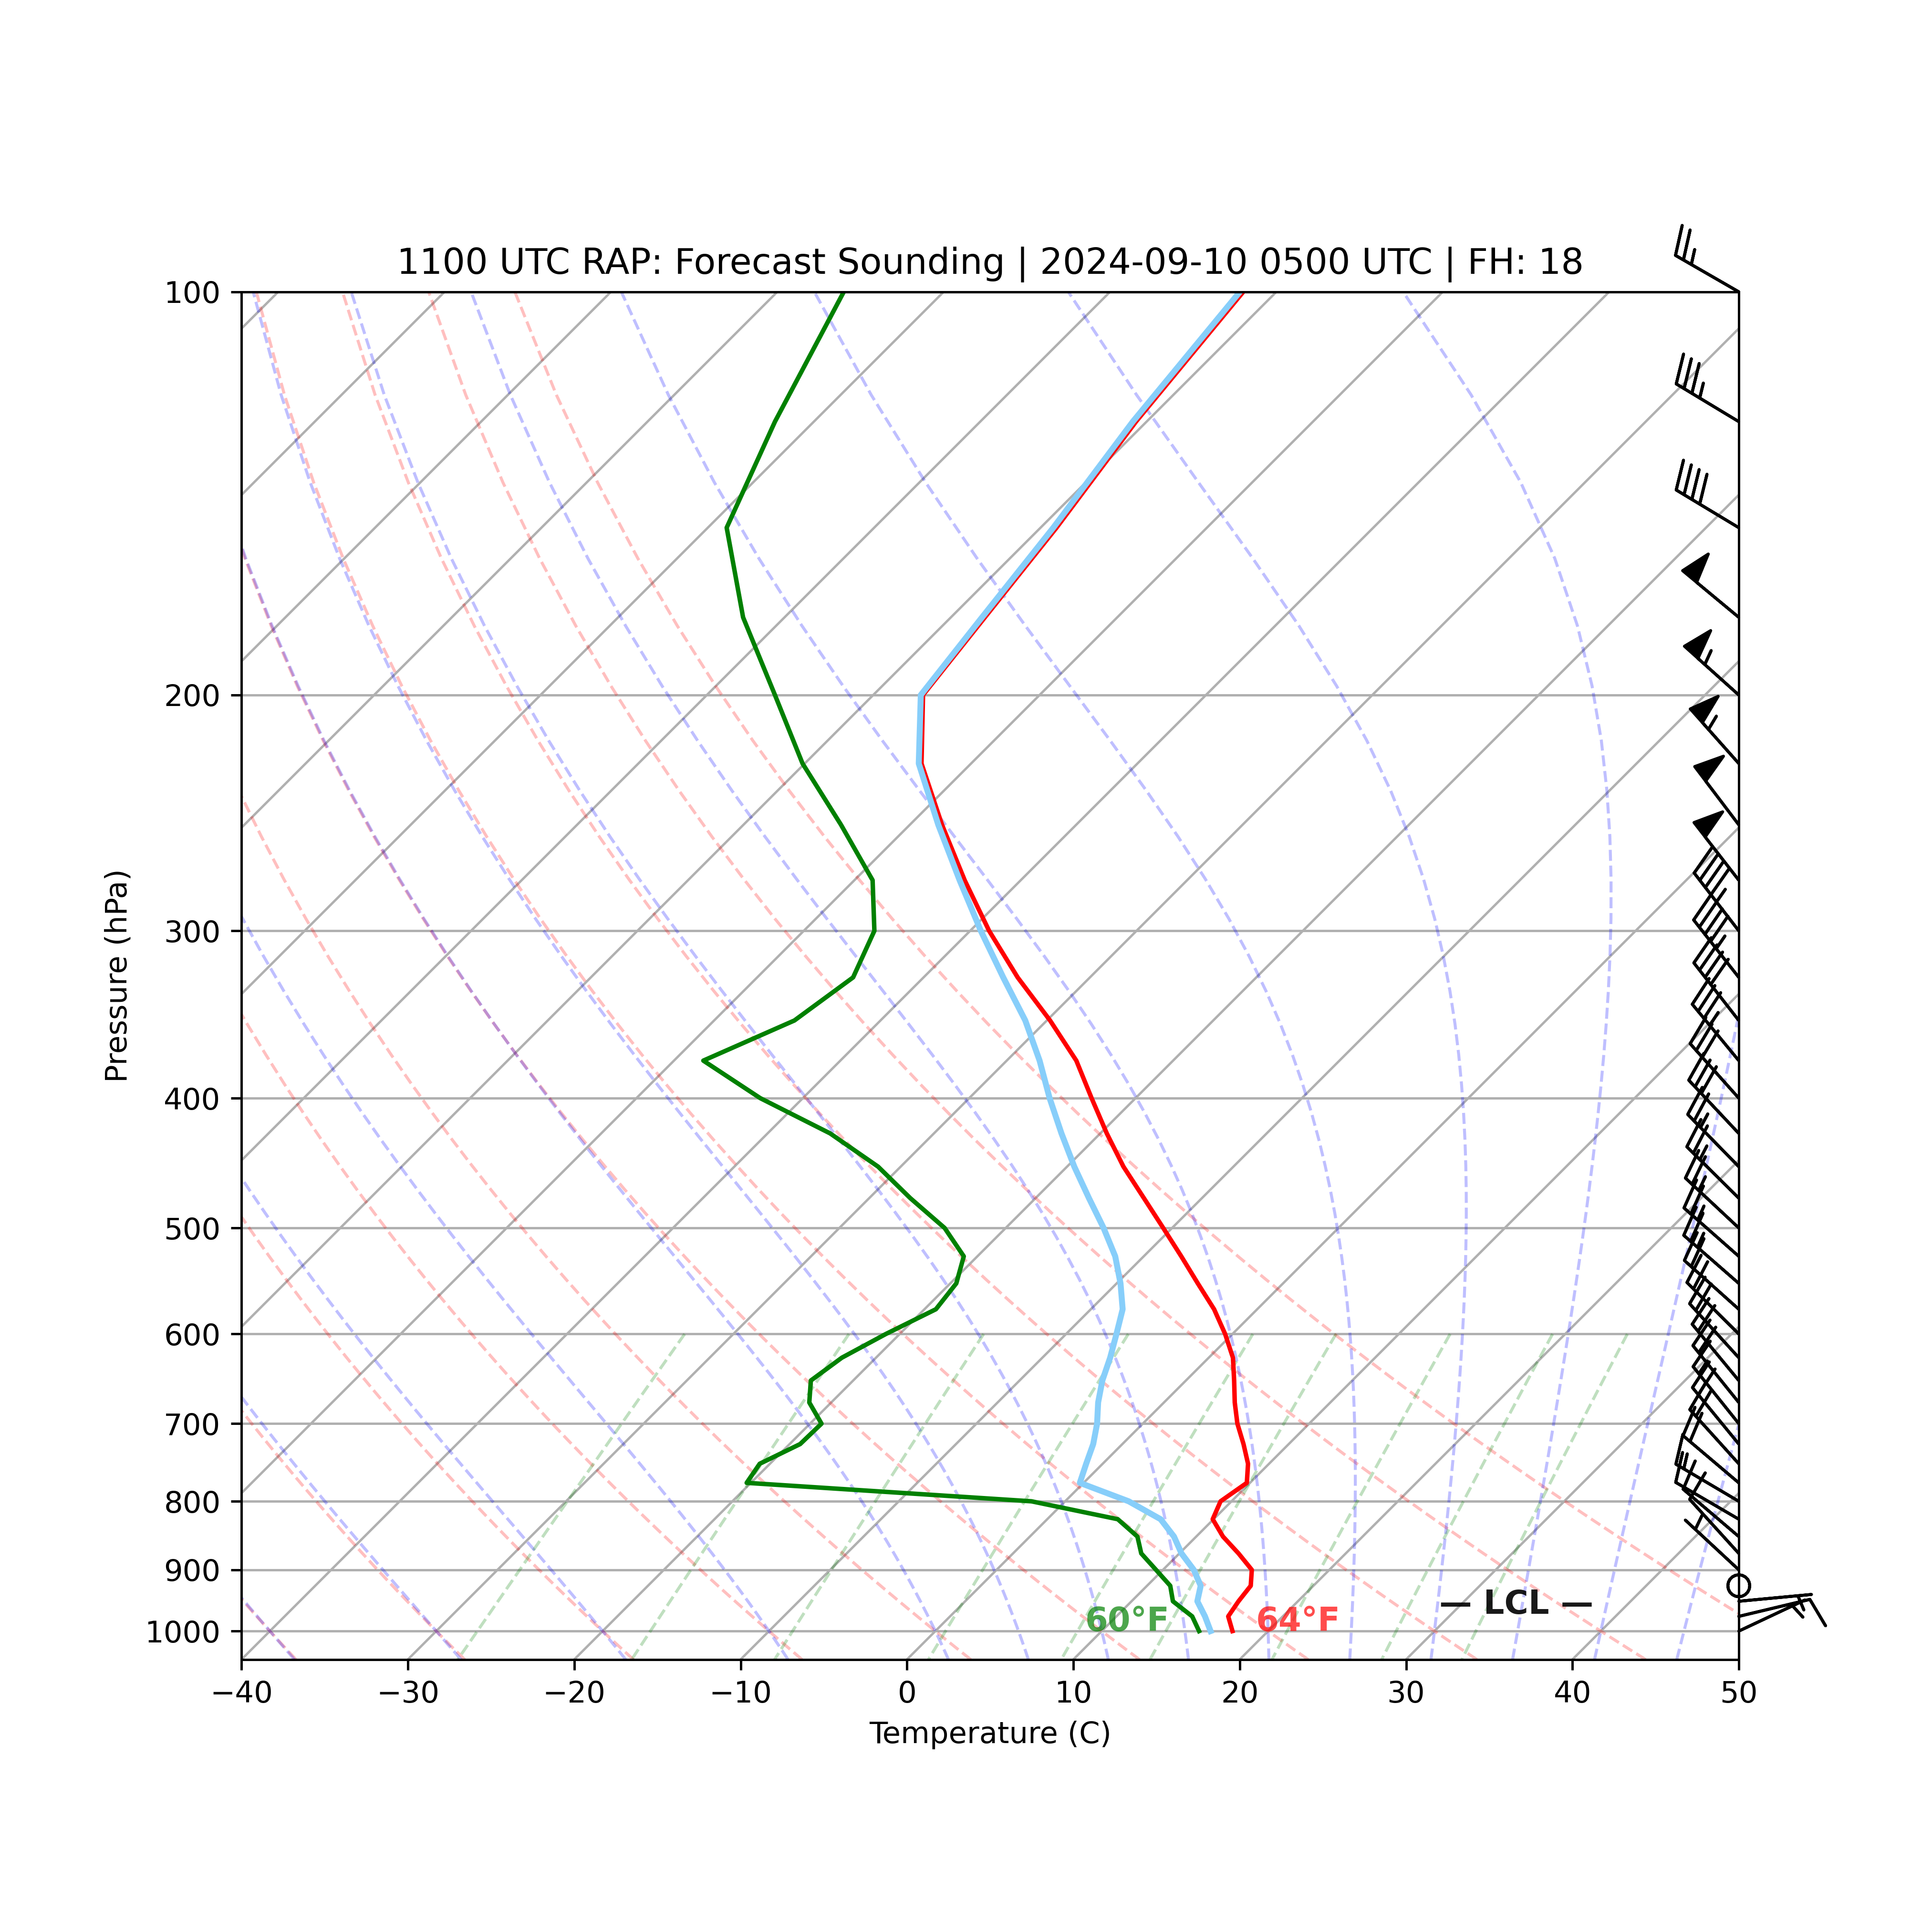 1100 UTC RAP: Forecast Sounding | 2024-09-10 0500 UTC | FH: 18
100
200
300
400
500
600
700
800
900
1000
Pressure (hPa)
60°F
64°F
— LCL —
−40 −30 −20 −10 0 10 20 30 40 50
Temperature (C)